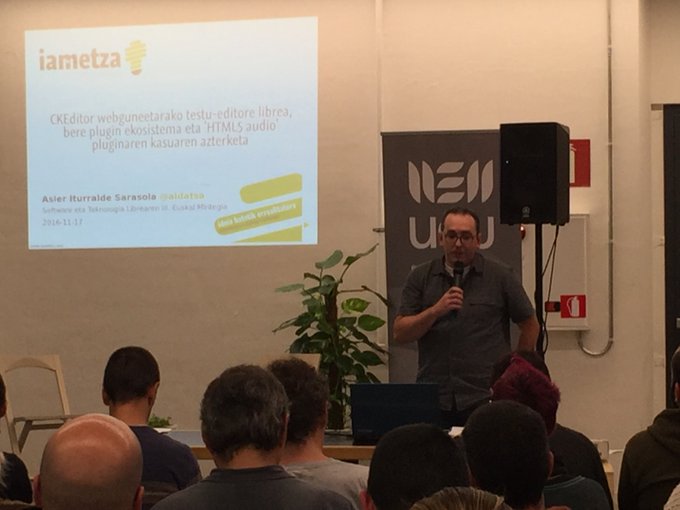 iametza
CKEditor webguneetarako testu-editore librea,
bere plugin ekosistema eta 'HTML5 audio'
pluginaren kasuaren azterketa
Asier Iturralde Sarasola @aldatsa
Software eta Teknologia Librearen III. Euskal Mintegia
2016-11-17